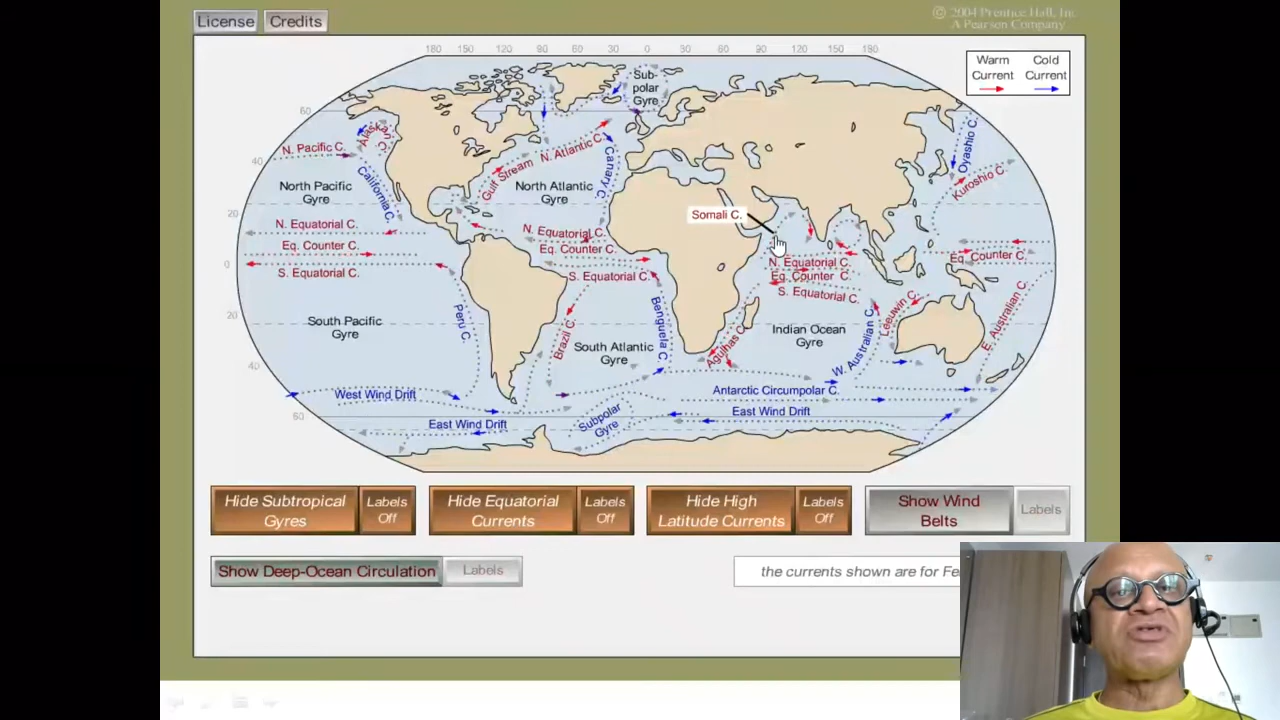 License Credits
© 2004 Prentice Hall, Inc.
A Pearson Company
180 150 120 90 60 30 0 30 60 90 120 150 180
Warm
Current
Cold
Current
Sub-
polar
Gyre
60
40
20
0
20
40
60
Alaskan
C.
N. Pacific C.
California C.
North Pacific
Gyre
N. Equatorial C.
Eq. Counter C.
S. Equatorial C.
South Pacific
Gyre
Peru C.
West Wind Drift
East Wind Drift
Gulf Stream
N. Atlantic C.
Canary C.
North Atlantic
Gyre
N. Equatorial C.
Eq. Counter C.
S. Equatorial C.
Brazil C.
Benguela C.
South Atlantic
Gyre
Subpolar
Gyre
Somali C.
N. Equatorial C.
Eq. Counter C.
S. Equatorial C.
Agulhas C.
Indian Ocean
Gyre
W. Australian C.
Leeuwin C.
Antarctic Circumpolar C.
East Wind Drift
Oyashio C.
Kuroshio C.
Eq. Counter C.
E. Australian C.
Hide Subtropical
Gyres
Labels
Off
Hide Equatorial
Currents
Labels
Off
Hide High
Latitude Currents
Labels
Off
Show Wind
Belts
Labels
Show Deep-Ocean Circulation
Labels
the currents shown are for Fe